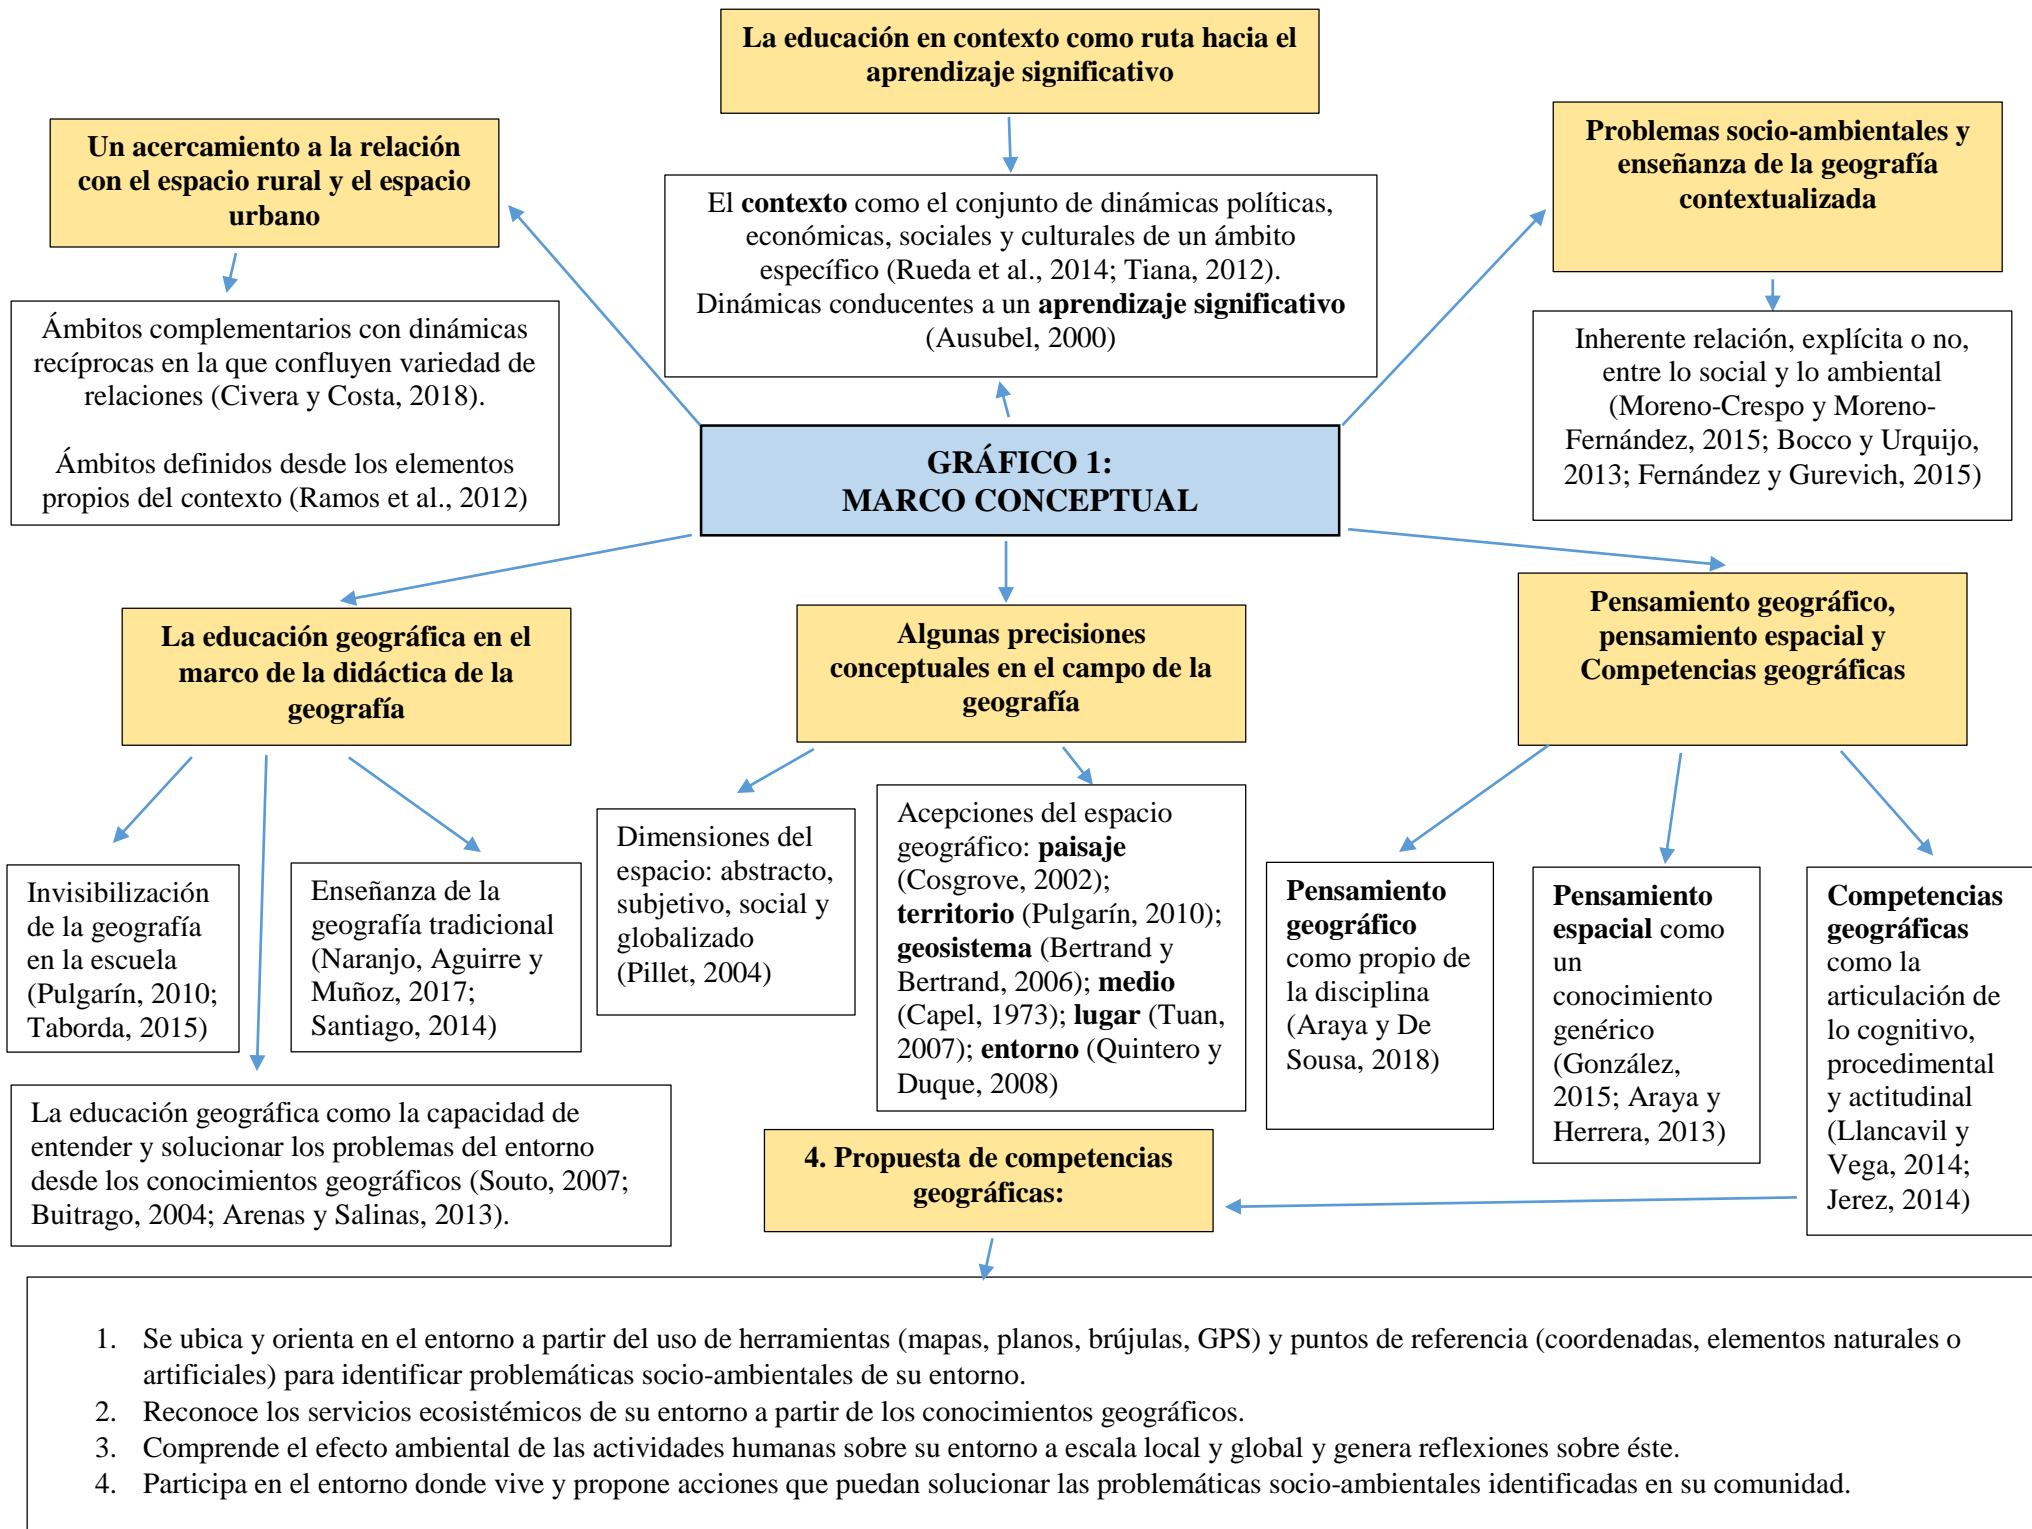 La educación en contexto como ruta hacia el
aprendizaje significativo
Un acercamiento a la relación
con el espacio rural y el espacio
urbano
Problemas socio-ambientales y
enseñanza de la geografía
contextualizada
El contexto como el conjunto de dinámicas políticas,
económicas, sociales y culturales de un ámbito
específico (Rueda et al., 2014; Tiana, 2012).
Dinámicas conducentes a un aprendizaje significativo
(Ausubel, 2000)
Ámbitos complementarios con dinámicas
recíprocas en la que confluyen variedad de
relaciones (Civera y Costa, 2018).
Ámbitos definidos desde los elementos
propios del contexto (Ramos et al., 2012)
Inherente relación, explícita o no,
entre lo social y lo ambiental
(Moreno-Crespo y Moreno-
Fernández, 2015; Bocco y Urquijo,
2013; Fernández y Gurevich, 2015)
GRÁFICO 1:
MARCO CONCEPTUAL
La educación geográfica en el
marco de la didáctica de la
geografía
Algunas precisiones
conceptuales en el campo de la
geografía
Pensamiento geográfico,
pensamiento espacial y
Competencias geográficas
Invisibilización
de la geografía
en la escuela
(Pulgarín, 2010;
Taborda, 2015)
Enseñanza de la
geografía tradicional
(Naranjo, Aguirre y
Muñoz, 2017;
Santiago, 2014)
La educación geográfica como la capacidad de
entender y solucionar los problemas del entorno
desde los conocimientos geográficos (Souto, 2007;
Buitrago, 2004; Arenas y Salinas, 2013).
Dimensiones del
espacio: abstracto,
subjetivo, social y
globalizado
(Pillet, 2004)
Acepciones del espacio
geográfico: paisaje
(Cosgrove, 2002);
territorio (Pulgarín, 2010);
geosistema (Bertrand y
Bertrand, 2006); medio
(Capel, 1973); lugar (Tuan,
2007); entorno (Quintero y
Duque, 2008)
Pensamiento
geográfico
como propio de
la disciplina
(Araya y De
Sousa, 2018)
Pensamiento
espacial como
un
conocimiento
genérico
(González,
2015; Araya y
Herrera, 2013)
Competencias
geográficas
como la
articulación de
lo cognitivo,
procedimental
y actitudinal
(Llancavil y
Vega, 2014;
Jerez, 2014)
4. Propuesta de competencias
geográficas:
1. Se ubica y orienta en el entorno a partir del uso de herramientas (mapas, planos, brújulas, GPS) y puntos de referencia (coordenadas, elementos naturales o
artificiales) para identificar problemáticas socio-ambientales de su entorno.
2. Reconoce los servicios ecosistémicos de su entorno a partir de los conocimientos geográficos.
3. Comprende el efecto ambiental de las actividades humanas sobre su entorno a escala local y global y genera reflexiones sobre éste.
4. Participa en el entorno donde vive y propone acciones que puedan solucionar las problemáticas socio-ambientales identificadas en su comunidad.